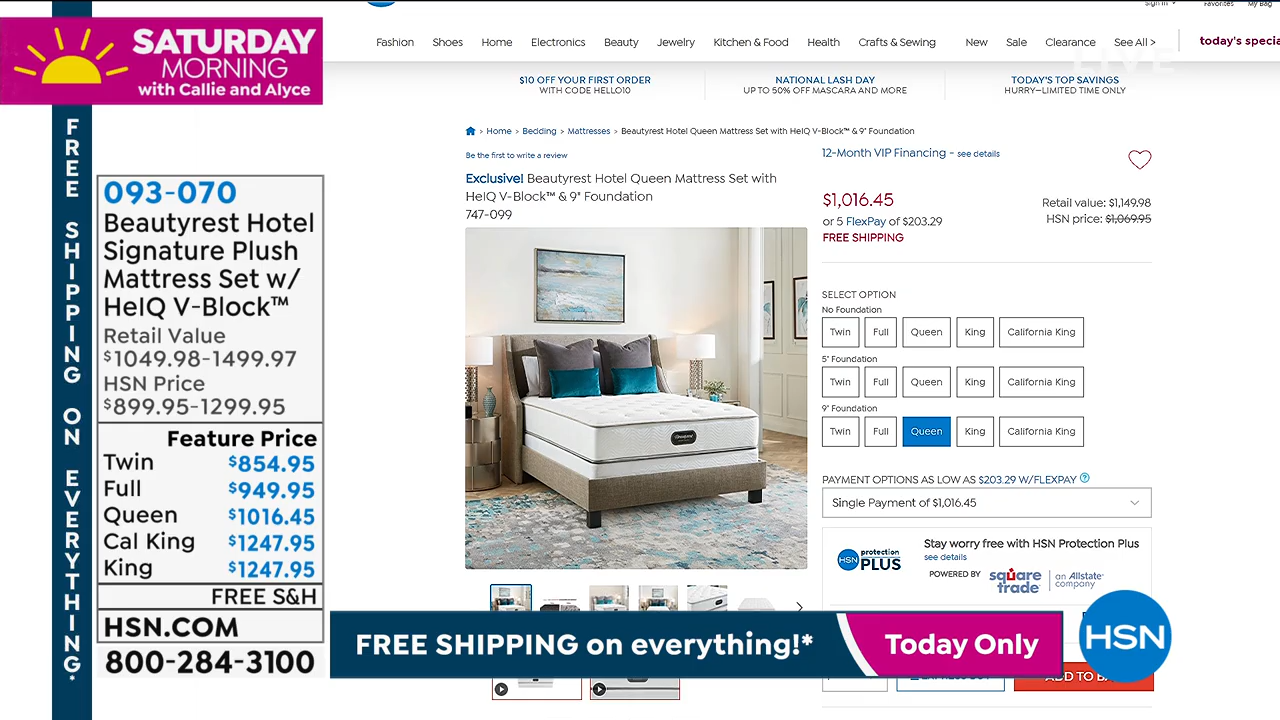 SATURDAY
MORNING
with Callie and Alyce
FREE SHIPPING ON EVERYTHING!*
093-070
Beautyrest Hotel
Signature Plush
Mattress Set w/
HeIQ V-Block™
Retail Value
$1049.98-1499.97
HSN Price
$899.95-1299.95
Feature Price
Twin $854.95
Full $949.95
Queen $1016.45
Cal King $1247.95
King $1247.95
FREE S&H
HSN.COM
800-284-3100
Sign In Favorites My Bag
Fashion Shoes Home Electronics Beauty Jewelry Kitchen & Food Health Crafts & Sewing New Sale Clearance See All >
LIVE
$10 OFF YOUR FIRST ORDER
WITH CODE HELLO10
NATIONAL LASH DAY
UP TO 50% OFF MASCARA AND MORE
TODAY'S TOP SAVINGS
HURRY—LIMITED TIME ONLY
> Home > Bedding > Mattresses > Beautyrest Hotel Queen Mattress Set with HeIQ V-Block™ & 9" Foundation
Be the first to write a review
Exclusive! Beautyrest Hotel Queen Mattress Set with
HeIQ V-Block™ & 9" Foundation
747-099
12-Month VIP Financing - see details
$1,016.45
or 5 FlexPay of $203.29
FREE SHIPPING
Retail value: $1,149.98
HSN price: $1,069.95
SELECT OPTION
No Foundation
Twin Full Queen King California King
5" Foundation
Twin Full Queen King California King
9" Foundation
Twin Full Queen King California King
PAYMENT OPTIONS AS LOW AS $203.29 W/FLEXPAY ?
Single Payment of $1,016.45
HSN protection
PLUS
Stay worry free with HSN Protection Plus
see details
POWERED BY square trade an Allstate company
FREE SHIPPING on everything!* Today Only
HSN